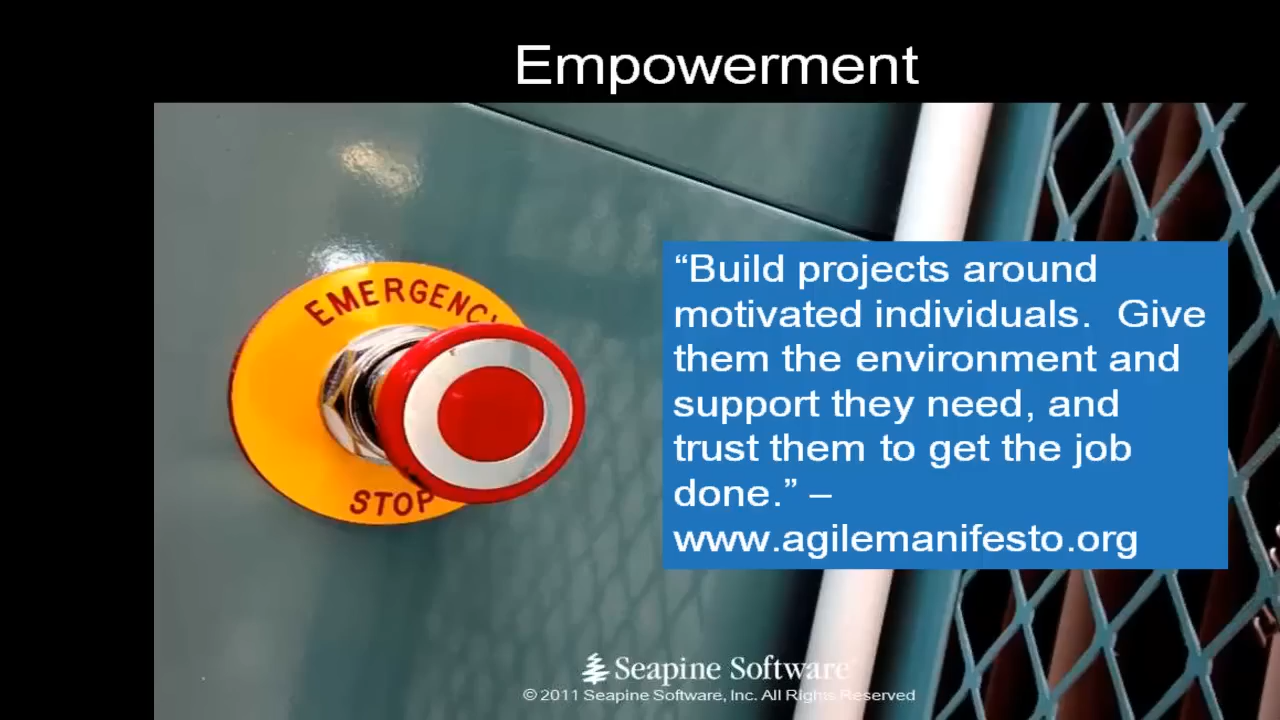 Empowerment
EMERGENCY
STOP
“Build projects around
motivated individuals.  Give
them the environment and
support they need, and
trust them to get the job
done.” –
www.agilemanifesto.org
Seapine Software
© 2011 Seapine Software, Inc. All Rights Reserved